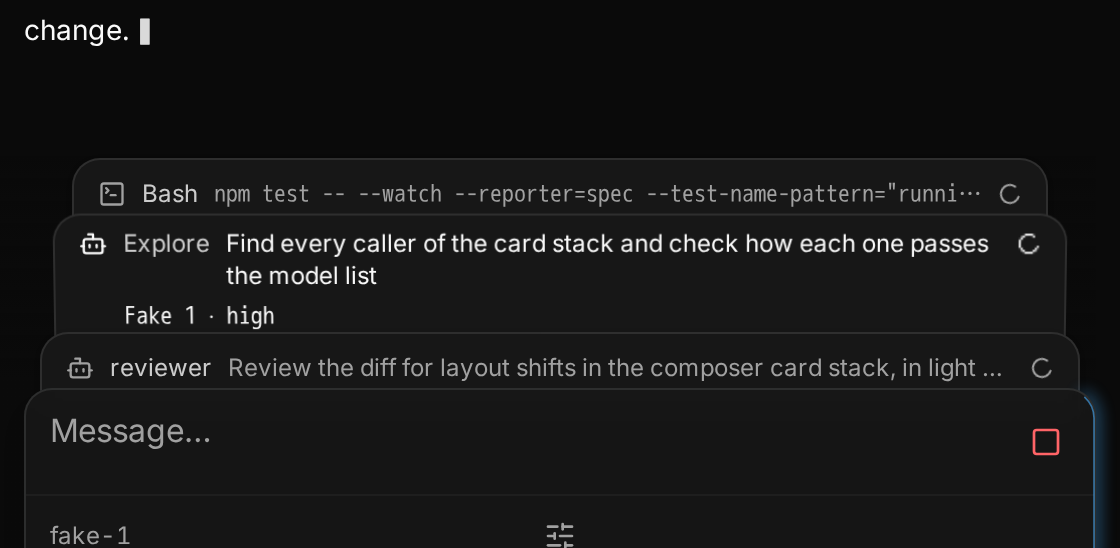 change.
Bash npm test -- --watch --reporter=spec --test-name-pattern="runni…
Explore Find every caller of the card stack and check how each one passes
the model list
Fake 1 · high
reviewer Review the diff for layout shifts in the composer card stack, in light ...
Message...
fake-1